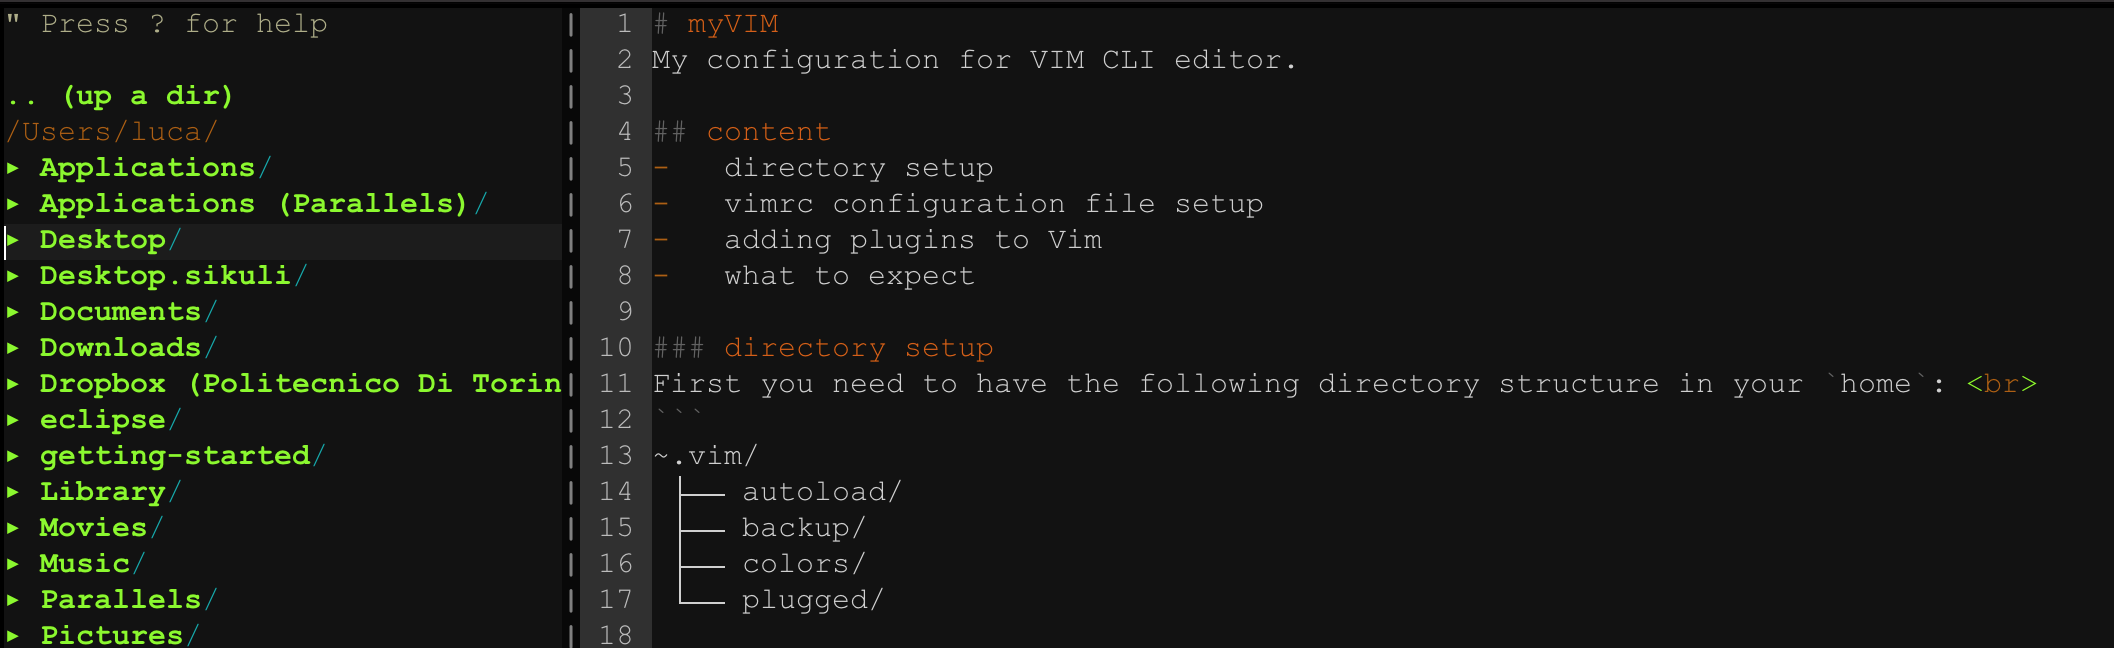 " Press ? for help
.. (up a dir)
/Users/luca/
▸ Applications/
▸ Applications (Parallels)/
▸ Desktop/
▸ Desktop.sikuli/
▸ Documents/
▸ Downloads/
▸ Dropbox (Politecnico Di Torin
▸ eclipse/
▸ getting-started/
▸ Library/
▸ Movies/
▸ Music/
▸ Parallels/
▸ Pictures/
1 # myVIM
2 My configuration for VIM CLI editor.
3
4 ## content
5 -   directory setup
6 -   vimrc configuration file setup
7 -   adding plugins to Vim
8 -   what to expect
9
10 ### directory setup
11 First you need to have the following directory structure in your `home`: <br>
12 ```
13 ~.vim/
14  ├── autoload/
15  ├── backup/
16  ├── colors/
17  └── plugged/
18